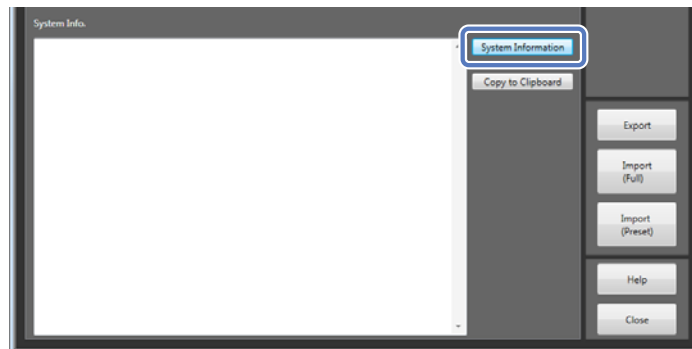 System Info.
System Information
Copy to Clipboard
Export
Import
(Full)
Import
(Preset)
Help
Close